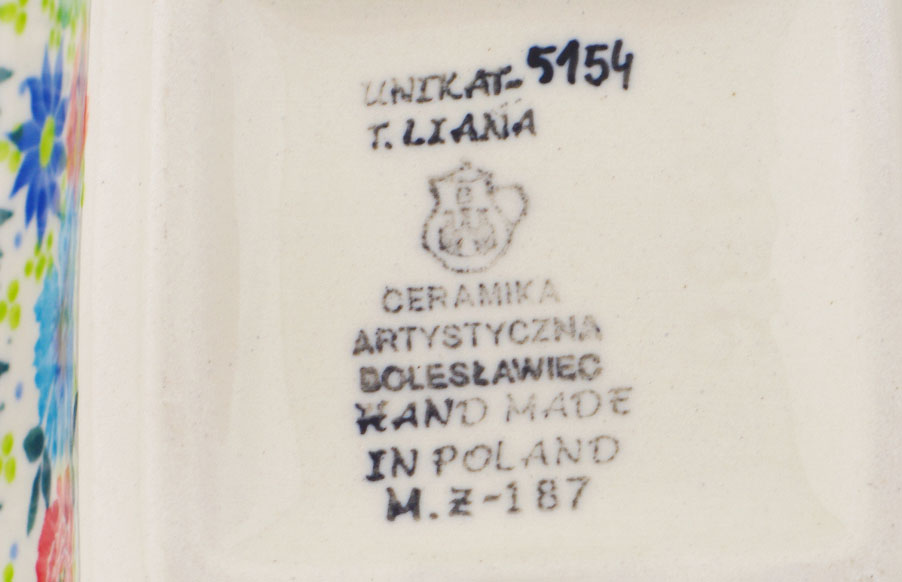 UNIKAT-5154
T. LIANA
CERAMIKA
ARTYSTYCZNA
BOLESŁAWIEC
HAND MADE
IN POLAND
M.Z-187